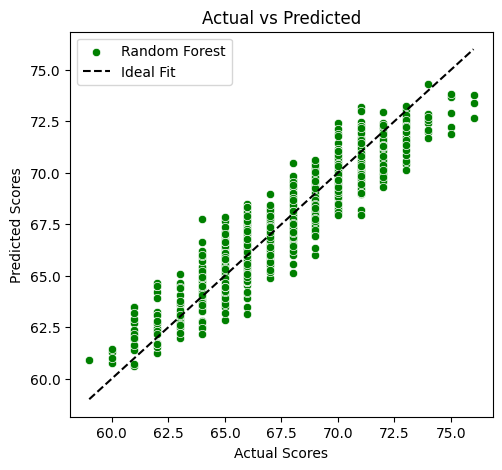 Actual vs Predicted
Random Forest
Ideal Fit
75.0
72.5
70.0
67.5
65.0
62.5
60.0
Predicted Scores
60.0 62.5 65.0 67.5 70.0 72.5 75.0
Actual Scores